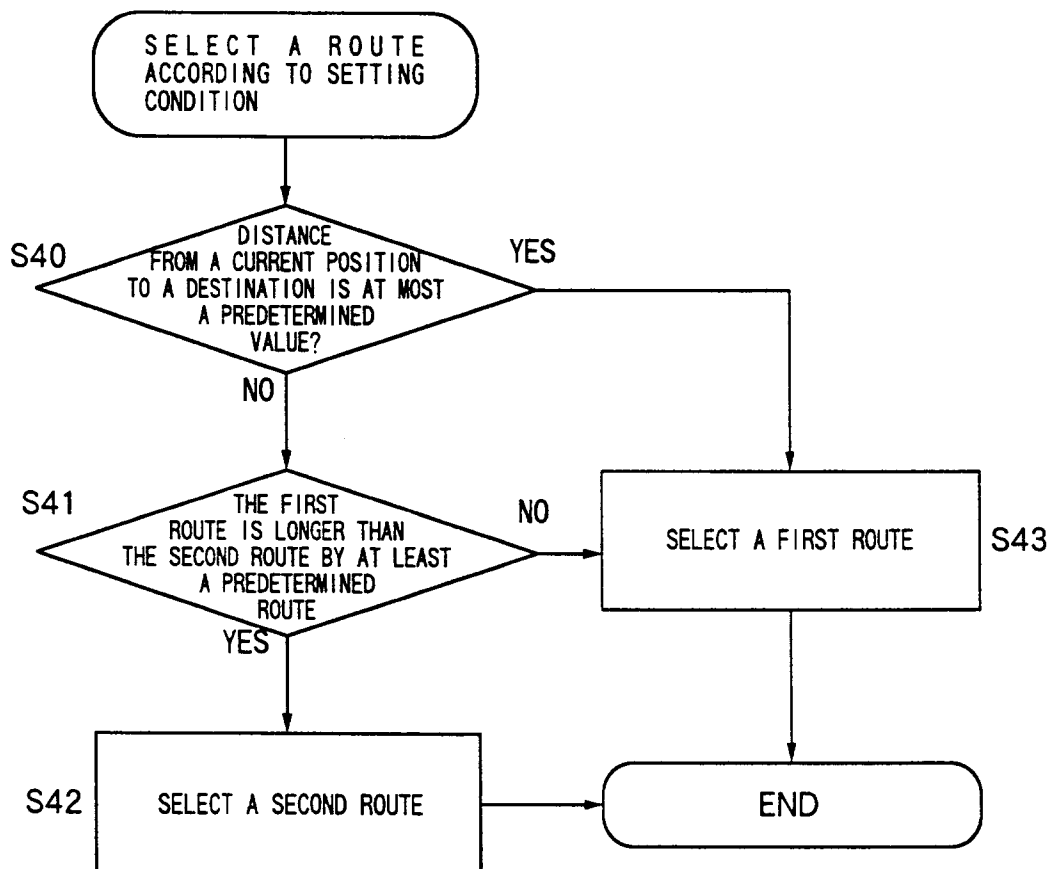 SELECT A ROUTE
ACCORDING TO SETTING
CONDITION
S40
DISTANCE
FROM A CURRENT POSITION
TO A DESTINATION IS AT MOST
A PREDETERMINED
VALUE?
YES
NO
S41
THE FIRST
ROUTE IS LONGER THAN
THE SECOND ROUTE BY AT LEAST
A PREDETERMINED
ROUTE
NO
YES
SELECT A FIRST ROUTE
S43
S42
SELECT A SECOND ROUTE
END